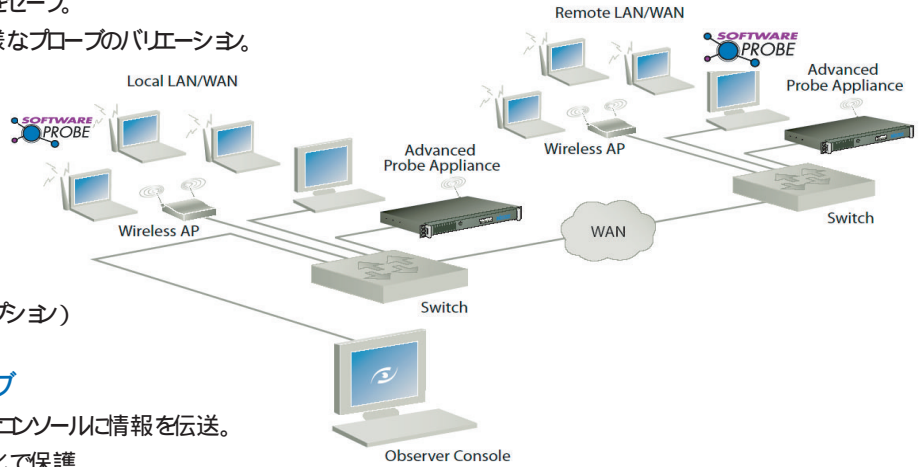 をセーブ。
なプローブのバリエーション。
Remote LAN/WAN
SOFTWARE
PROBE
Advanced
Probe Appliance
Wireless AP
Switch
Local LAN/WAN
SOFTWARE
PROBE
Advanced
Probe Appliance
Wireless AP
WAN
Switch
プション)
ブ
コンソールに情報を伝送。
で保護
Observer Console